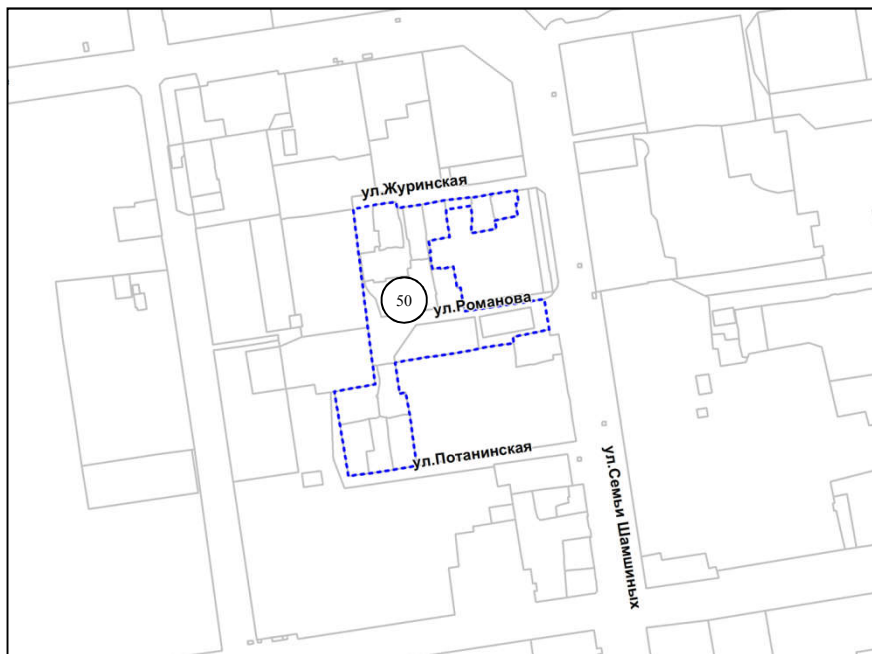 ул.Журинская
50
ул.Романова
ул.Потанинская
ул.Семьи Шамшиных